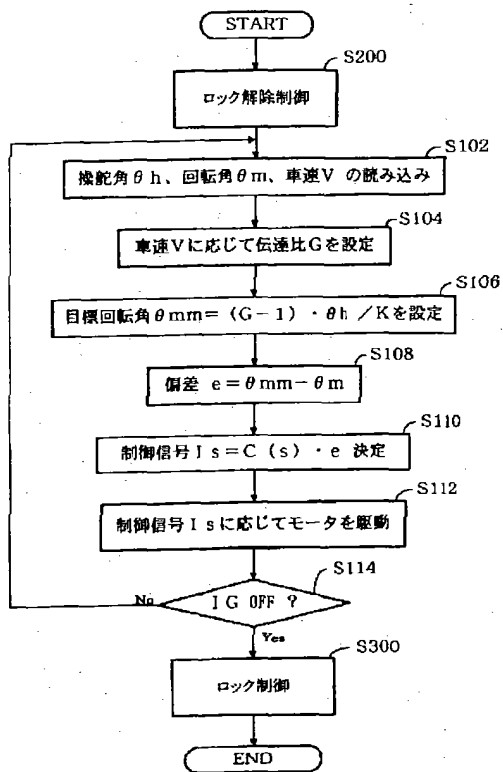 START
S200
ロック解除制御
S102
操舵角θh、回転角θm、車速V の読み込み
S104
車速Vに応じて伝達比Gを設定
S106
目標回転角θmm=(G-1)・θh/Kを設定
S108
偏差 e=θmm-θm
S110
制御信号Is=C(s)・e 決定
S112
制御信号Isに応じてモータを駆動
S114
IG OFF ?
No
Yes
S300
ロック制御
END